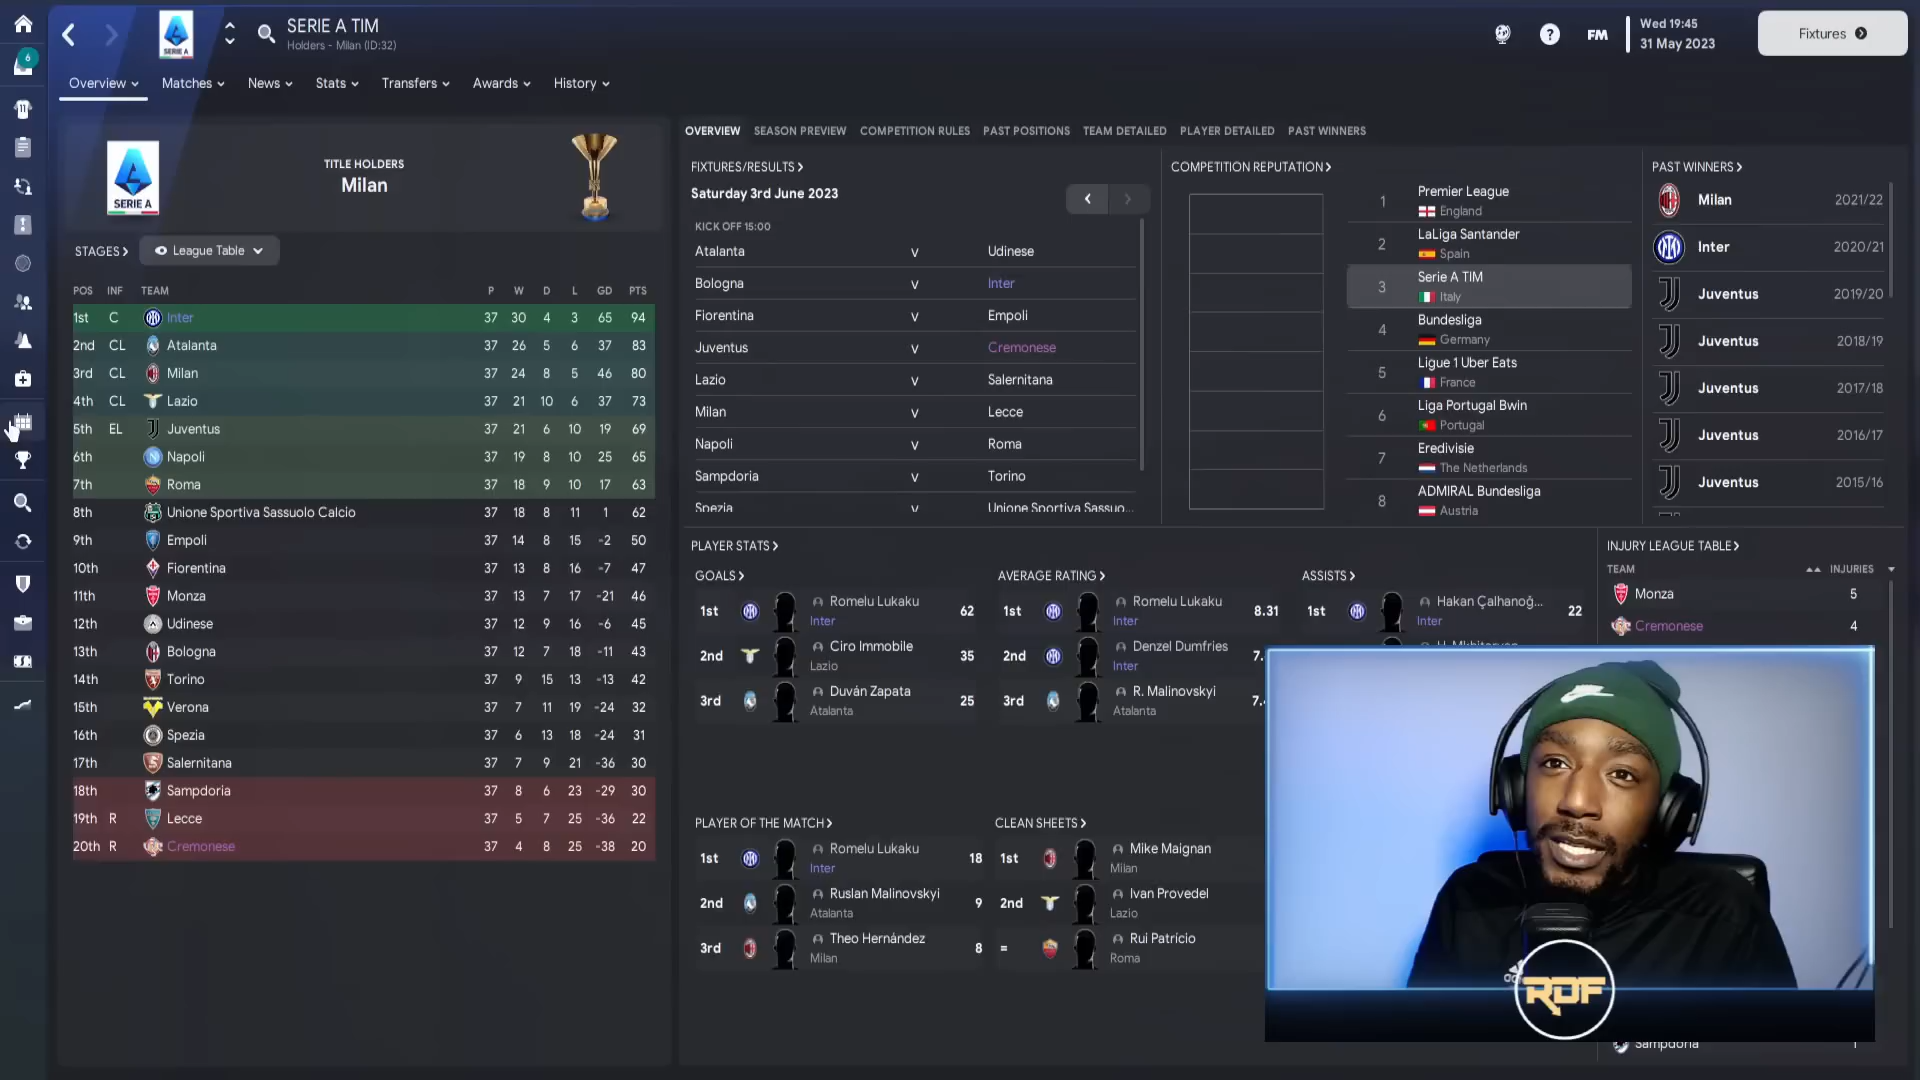 SERIE A TIM
Holders - Milan (ID:32)
FM
Wed 19:45
31 May 2023
Fixtures
6
11
SERIE A
Overview
Matches
News
Stats
Transfers
Awards
History
SERIE A
TITLE HOLDERS
Milan
STAGES
League Table
POS INF TEAM P W D L GD PTS
1st C Inter 37 30 4 3 65 94
2nd CL Atalanta 37 26 5 6 37 83
3rd CL Milan 37 24 8 5 46 80
4th CL Lazio 37 21 10 6 37 73
5th EL Juventus 37 21 6 10 19 69
6th Napoli 37 19 8 10 25 65
7th Roma 37 18 9 10 17 63
8th Unione Sportiva Sassuolo Calcio 37 18 8 11 1 62
9th Empoli 37 14 8 15 -2 50
10th Fiorentina 37 13 8 16 -7 47
11th Monza 37 13 7 17 -21 46
12th Udinese 37 12 9 16 -6 45
13th Bologna 37 12 7 18 -11 43
14th Torino 37 9 15 13 -13 42
15th Verona 37 7 11 19 -24 32
16th Spezia 37 6 13 18 -24 31
17th Salernitana 37 7 9 21 -36 30
18th Sampdoria 37 8 6 23 -29 30
19th R Lecce 37 5 7 25 -36 22
20th R Cremonese 37 4 8 25 -38 20
OVERVIEW SEASON PREVIEW COMPETITION RULES PAST POSITIONS TEAM DETAILED PLAYER DETAILED PAST WINNERS
FIXTURES/RESULTS
Saturday 3rd June 2023
KICK OFF 15:00
Atalanta v Udinese
Bologna v Inter
Fiorentina v Empoli
Juventus v Cremonese
Lazio v Salernitana
Milan v Lecce
Napoli v Roma
Sampdoria v Torino
Spezia v Unione Sportiva Sassuo...
COMPETITION REPUTATION
1 Premier League
England
2 LaLiga Santander
Spain
3 Serie A TIM
Italy
4 Bundesliga
Germany
5 Ligue 1 Uber Eats
France
6 Liga Portugal Bwin
Portugal
7 Eredivisie
The Netherlands
8 ADMIRAL Bundesliga
Austria
PAST WINNERS
Milan 2021/22
Inter 2020/21
Juventus 2019/20
Juventus 2018/19
Juventus 2017/18
Juventus 2016/17
Juventus 2015/16
PLAYER STATS
GOALS
1st Romelu Lukaku 62
Inter
2nd Ciro Immobile 35
Lazio
3rd Duván Zapata 25
Atalanta
AVERAGE RATING
1st Romelu Lukaku 8.31
Inter
2nd Denzel Dumfries 7.
Inter
3rd R. Malinovskyi 7.
Atalanta
ASSISTS
1st Hakan Çalhanoğ... 22
Inter
H. Mkhitaryan
PLAYER OF THE MATCH
1st Romelu Lukaku 18
Inter
2nd Ruslan Malinovskyi 9
Atalanta
3rd Theo Hernández 8
Milan
CLEAN SHEETS
1st Mike Maignan
Milan
2nd Ivan Provedel
Lazio
= Rui Patrício
Roma
INJURY LEAGUE TABLE
TEAM INJURIES
Monza 5
Cremonese 4
Sampdoria 1
RDF